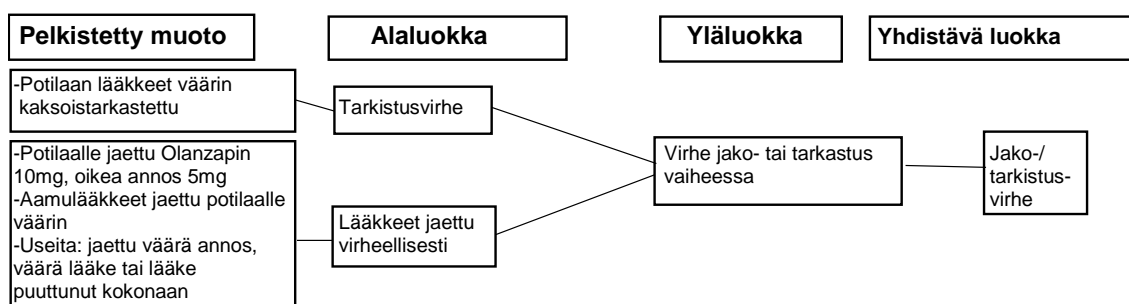 Pelkistetty muoto
Alaluokka
Yläluokka
Yhdistävä luokka
-Potilaan lääkkeet väärin
kaksoistarkastettu
Tarkistusvirhe
-Potilaalle jaettu Olanzapin
10mg, oikea annos 5mg
-Aamulääkkeet jaettu potilaalle
väärin
-Useita: jaettu väärä annos,
väärä lääke tai lääke
puuttunut kokonaan
Lääkkeet jaettu
virheellisesti
Virhe jako- tai tarkastus
vaiheessa
Jako-/
tarkistus-
virhe